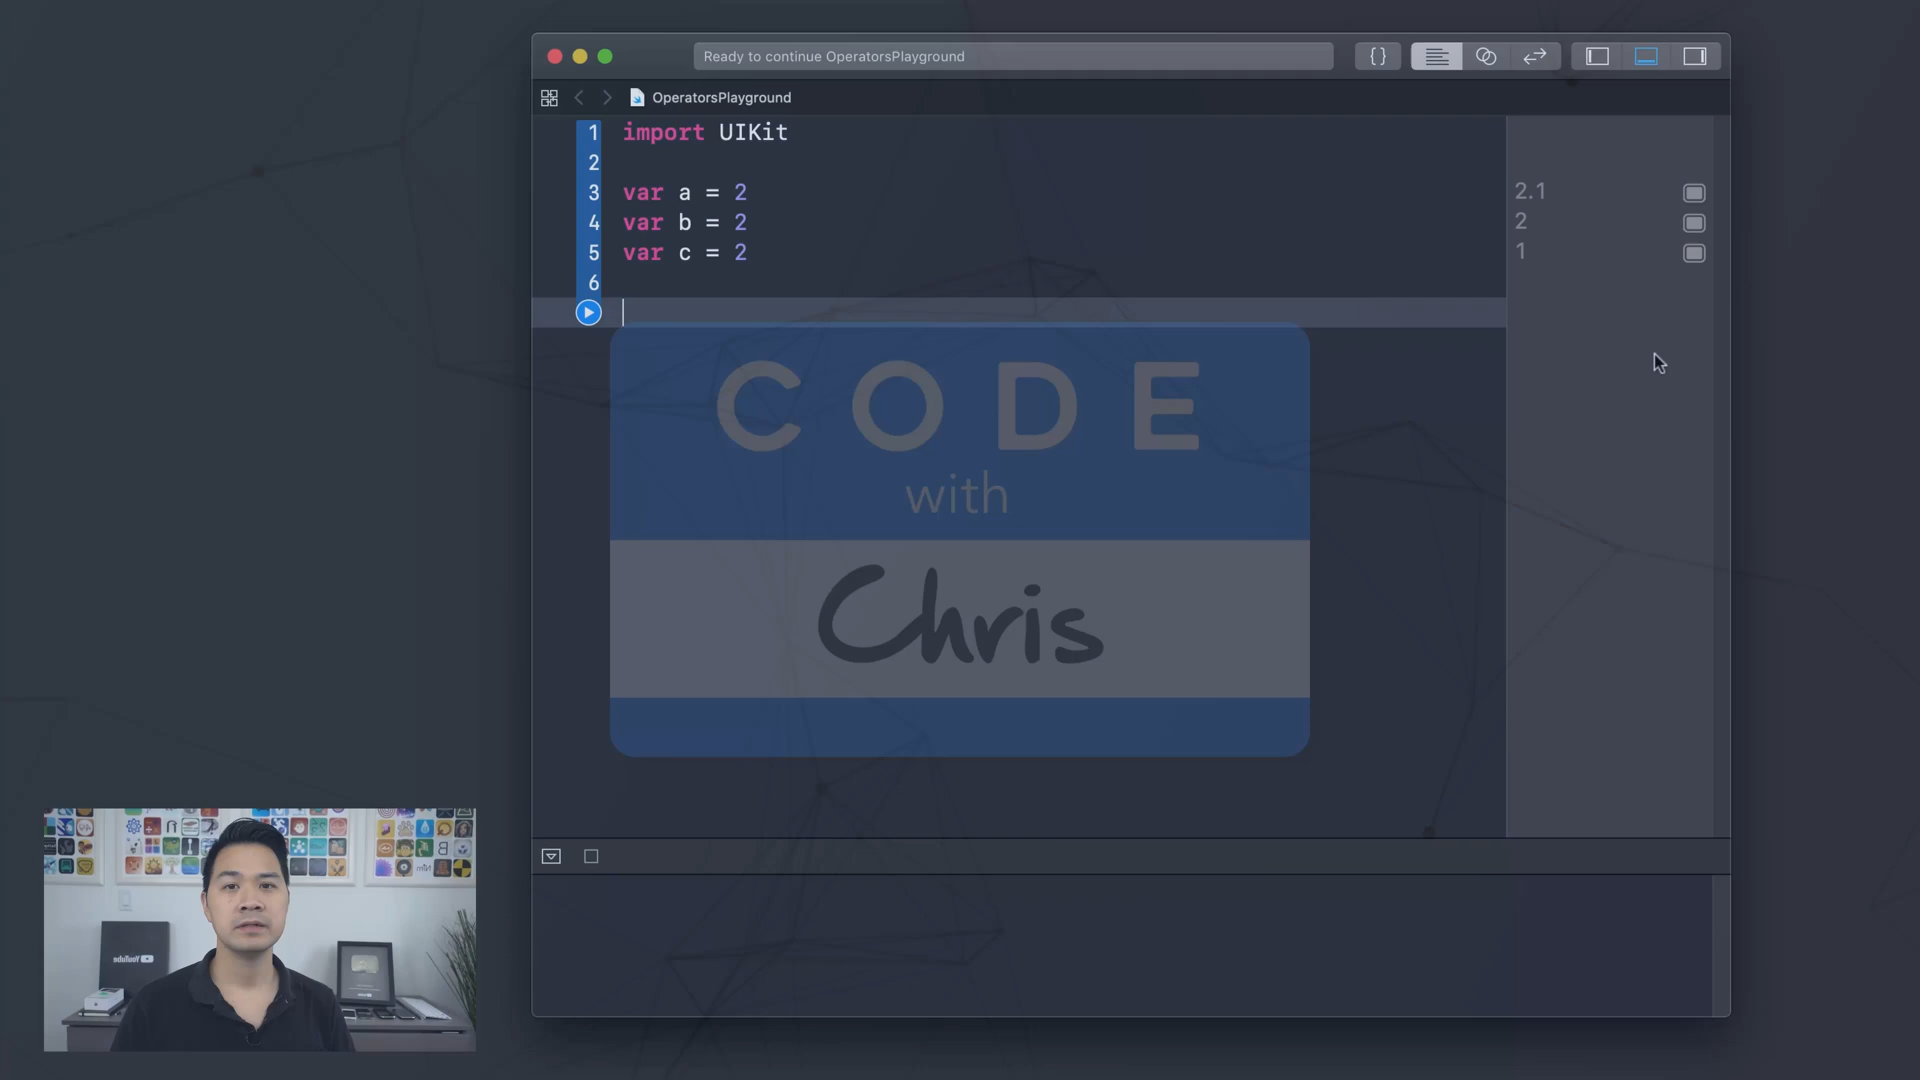 Ready to continue OperatorsPlayground
{}
OperatorsPlayground
1 import UIKit
2
3 var a = 2
4 var b = 2
5 var c = 2
6
2.1
2
1
CODE
with
Chris
YouTube